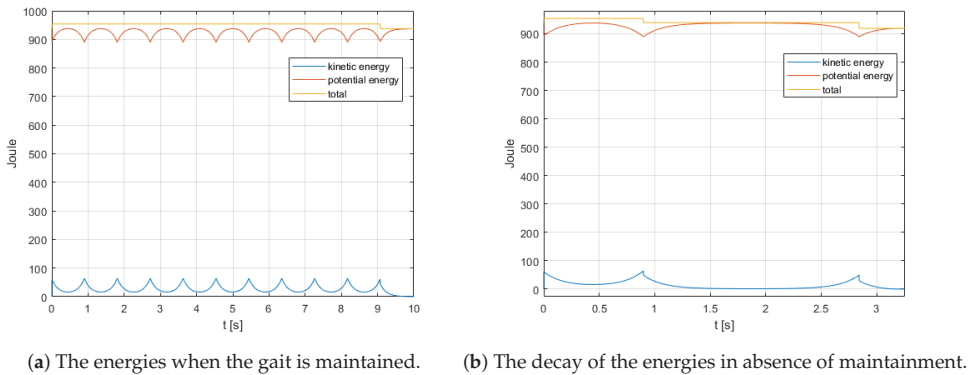 1000
900
800
700
600
500
400
300
200
100
0
Joule
0 1 2 3 4 5 6 7 8 9 10
t [s]
kinetic energy
potential energy
total
(a) The energies when the gait is maintained.
900
800
700
600
500
400
300
200
100
0
Joule
0 0.5 1 1.5 2 2.5 3
t [s]
kinetic energy
potential energy
total
(b) The decay of the energies in absence of maintainment.